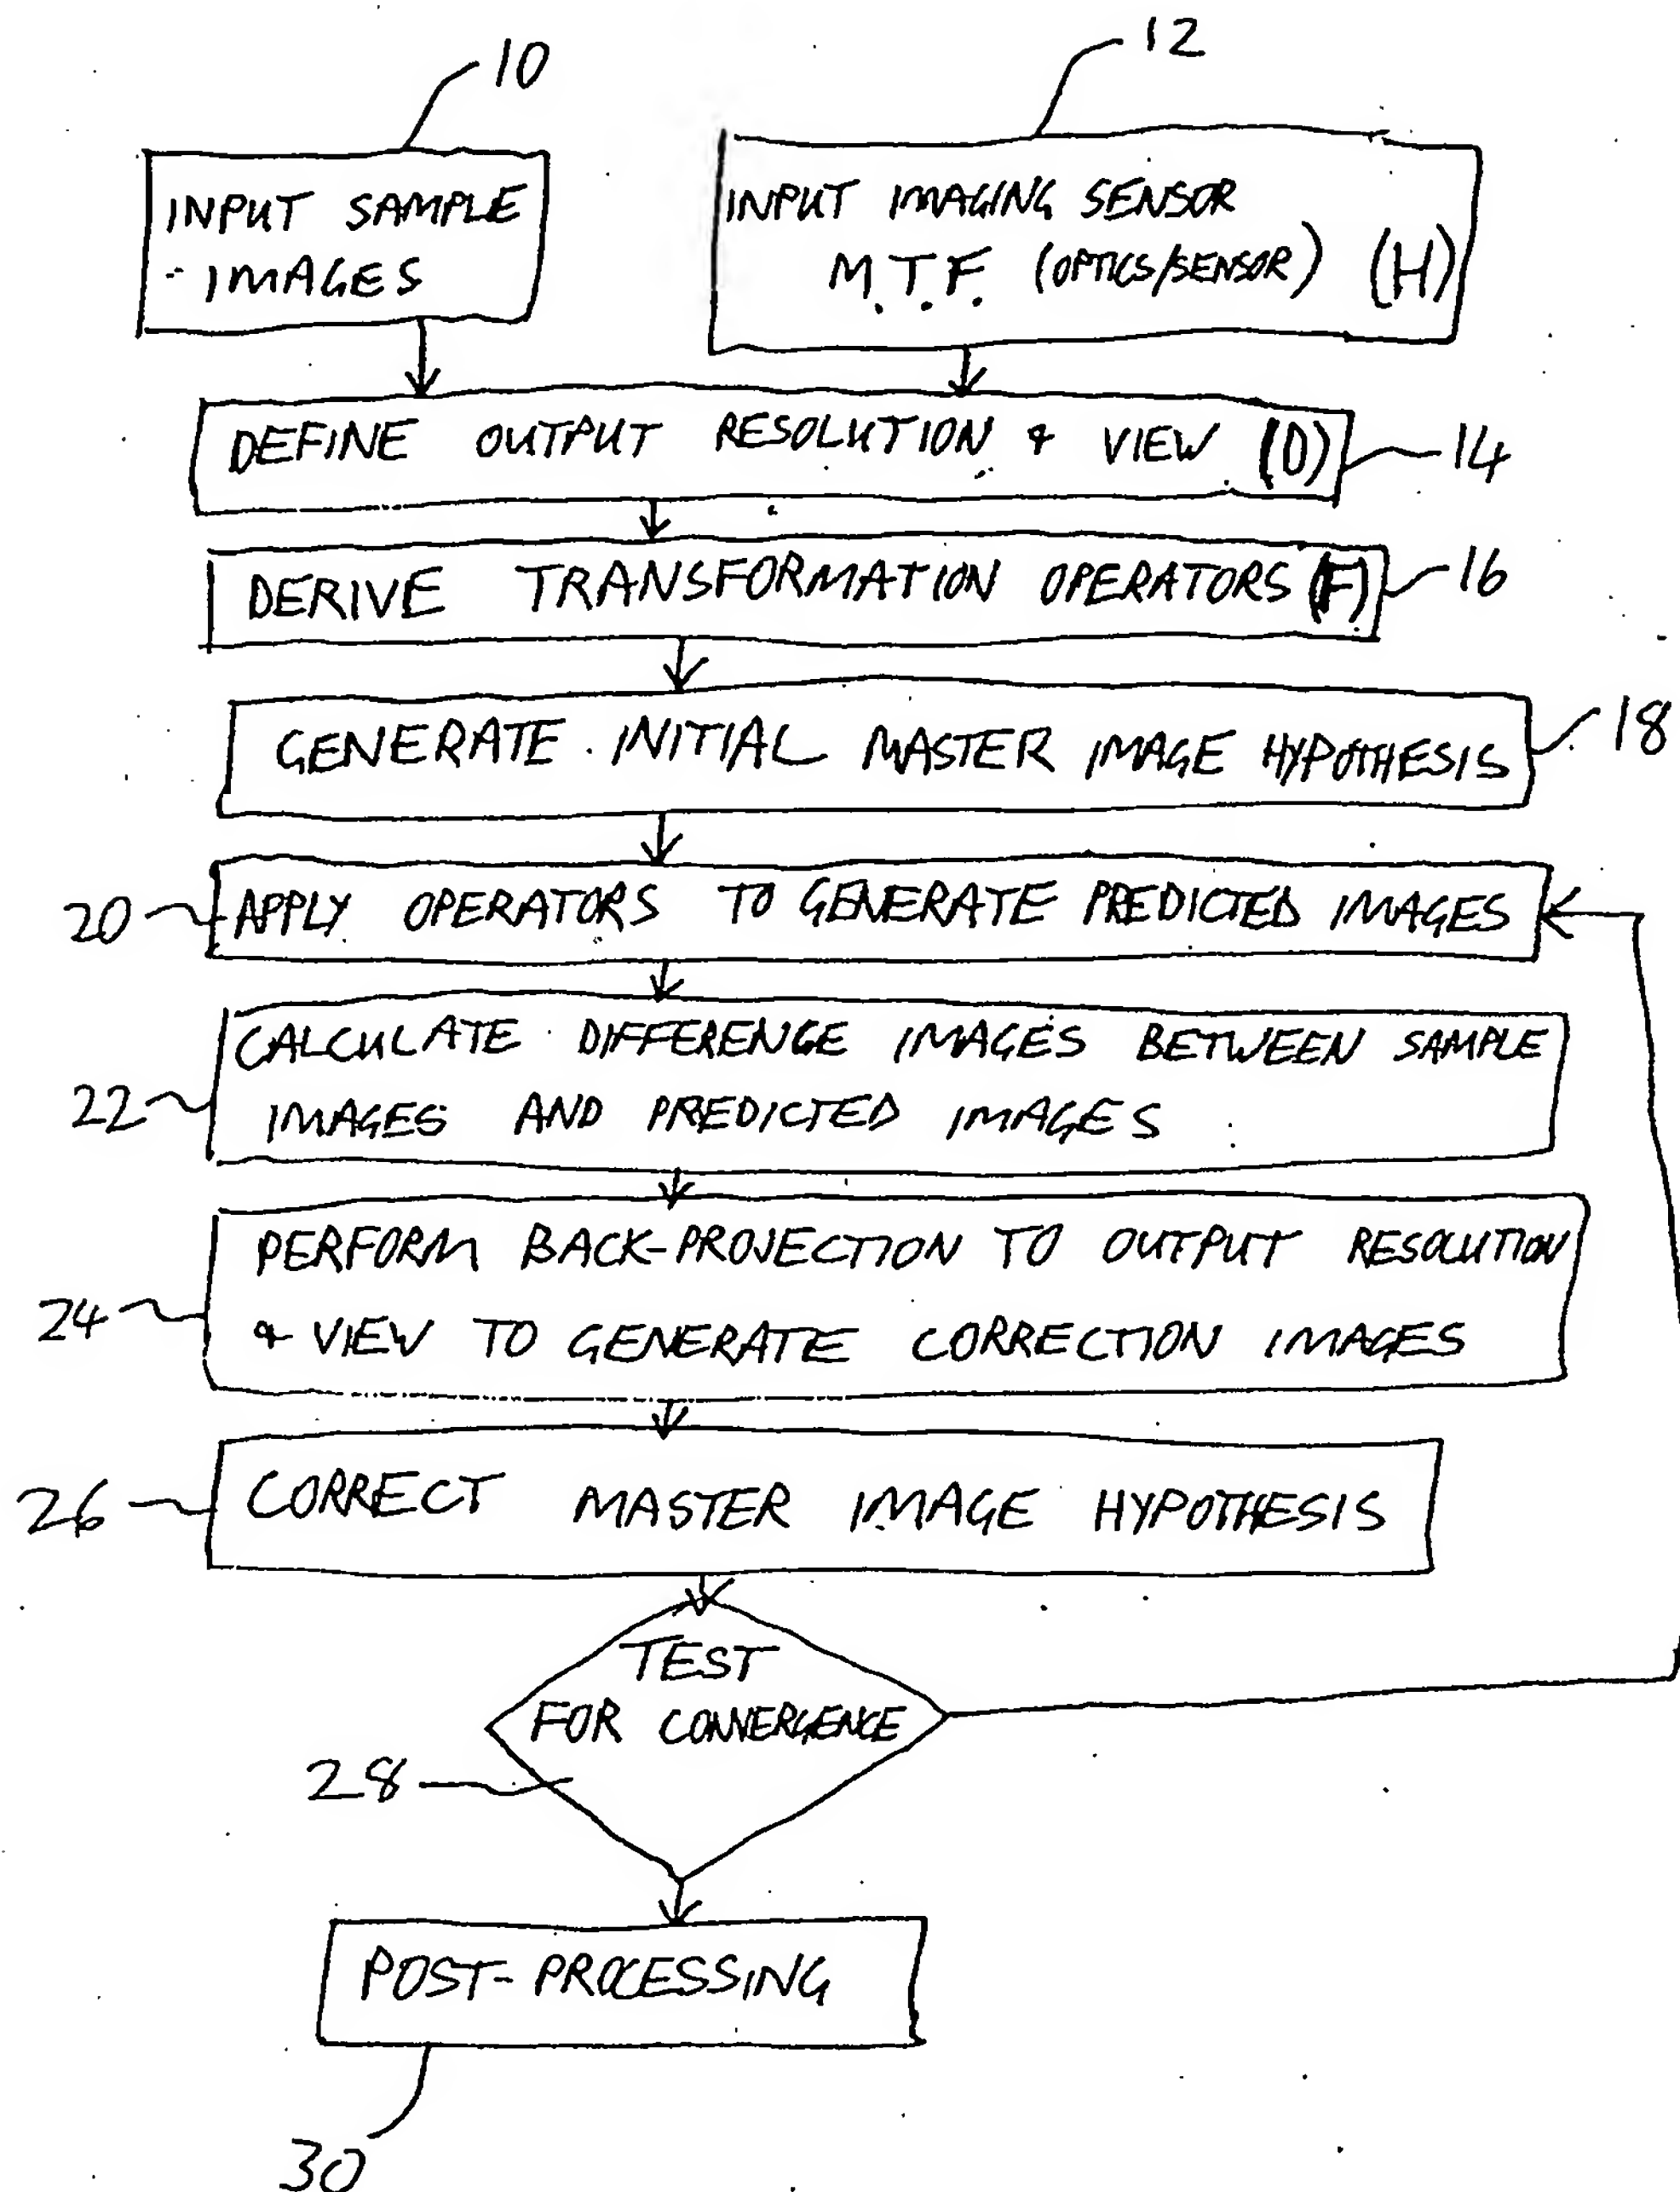 10
12
INPUT SAMPLE
IMAGES
INPUT IMAGING SENSOR
M.T.F. (OPTICS/SENSOR) (H)
DEFINE OUTPUT RESOLUTION & VIEW (D)
14
DERIVE TRANSFORMATION OPERATORS (F)
16
GENERATE INITIAL MASTER IMAGE HYPOTHESIS
18
20
APPLY OPERATORS TO GENERATE PREDICTED IMAGES
22
CALCULATE DIFFERENCE IMAGES BETWEEN SAMPLE
IMAGES AND PREDICTED IMAGES
24
PERFORM BACK-PROJECTION TO OUTPUT RESOLUTION
& VIEW TO GENERATE CORRECTION IMAGES
26
CORRECT MASTER IMAGE HYPOTHESIS
TEST
FOR CONVERGENCE
28
POST-PROCESSING
30